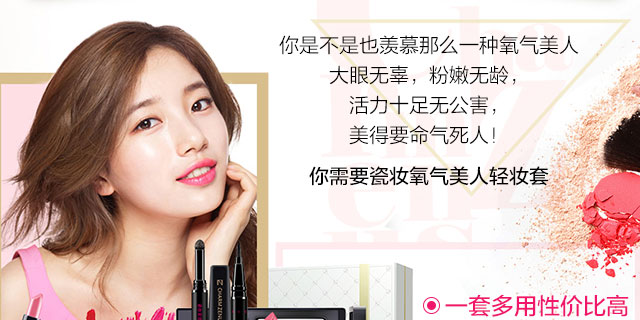 你是不是也羡慕那么一种氧气美人
大眼无辜，粉嫩无龄，
活力十足无公害，
美得要命气死人！
你需要瓷妆氧气美人轻妆套
CHARMZENC
一套多用性价比高